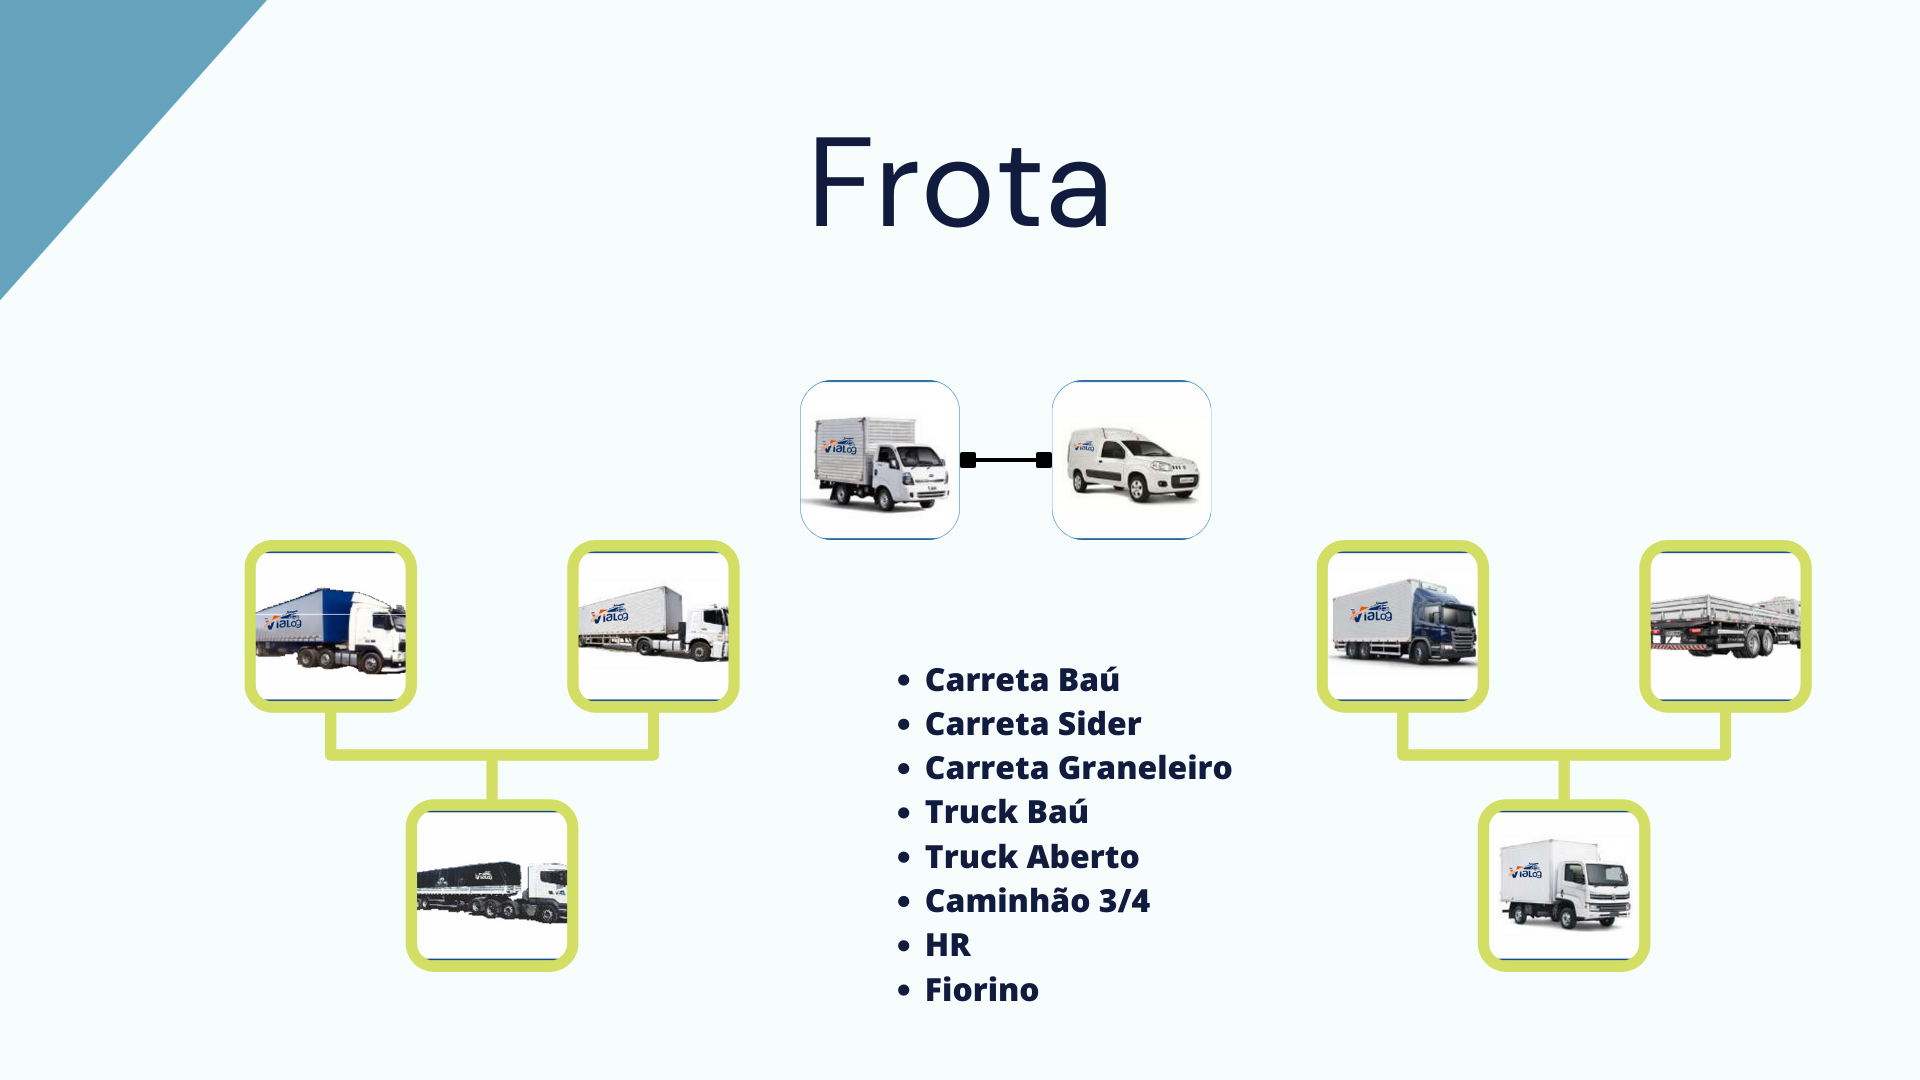 Frota
ViaLog
ViaLog
ViaLog
ViaLog
ViaLog
ViaLog
ViaLog
Carreta Baú
Carreta Sider
Carreta Graneleiro
Truck Baú
Truck Aberto
Caminhão 3/4
HR
Fiorino